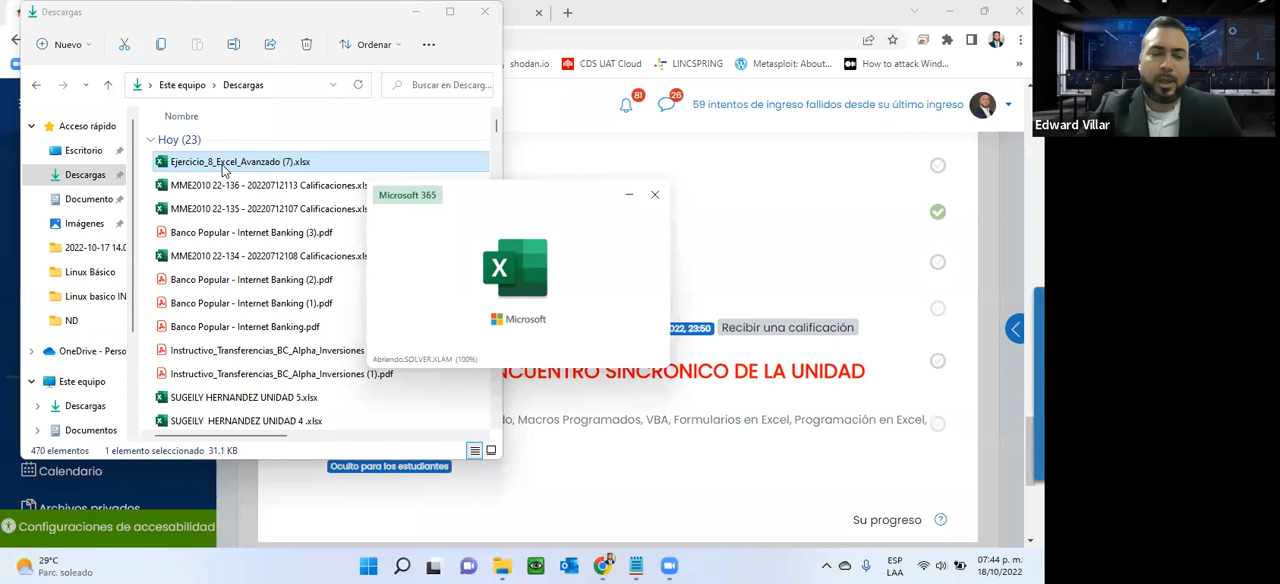 Descargas
Nuevo
Ordenar
Este equipo > Descargas
Buscar en Descarg...
Nombre
Acceso rápido
Escritorio
Descargas
Documento
Imágenes
2022-10-17 14.0
Linux Básico
Linux basico IN
ND
OneDrive - Perso
Este equipo
Descargas
Documentos
Hoy (23)
Ejercicio_8_Excel_Avanzado (7).xlsx
MME2010 22-136 - 20220712113 Calificaciones.xls
MME2010 22-135 - 20220712107 Calificaciones.xls
Banco Popular - Internet Banking (3).pdf
MME2010 22-134 - 20220712108 Calificaciones.xls
Banco Popular - Internet Banking (2).pdf
Banco Popular - Internet Banking (1).pdf
Banco Popular - Internet Banking.pdf
Instructivo_Transferencias_BC_Alpha_Inversiones
Instructivo_Transferencias_BC_Alpha_Inversiones (1).pdf
SUGEILY HERNANDEZ UNIDAD 5.xlsx
SUGEILY HERNANDEZ UNIDAD 4 .xlsx
470 elementos
1 elemento seleccionado 31.1 KB
Microsoft 365
X
Microsoft
Abriendo:SOLVER.XLAM (100%)
shodan.io
CDS UAT Cloud
LINCSPRING
Metasploit: About...
How to attack Wind...
81
26
59 intentos de ingreso fallidos desde su último ingreso
Edward Villar
2022, 23:50
Recibir una calificación
NCUENTRO SINCRÓNICO DE LA UNIDAD
do, Macros Programados, VBA, Formularios en Excel, Programación en Excel,
Oculto para los estudiantes
Su progreso
Calendario
Archivos privados
Configuraciones de accesabilidad
29°C
Parc. soleado
ESP
LAA
07:44 p. m.
18/10/2022